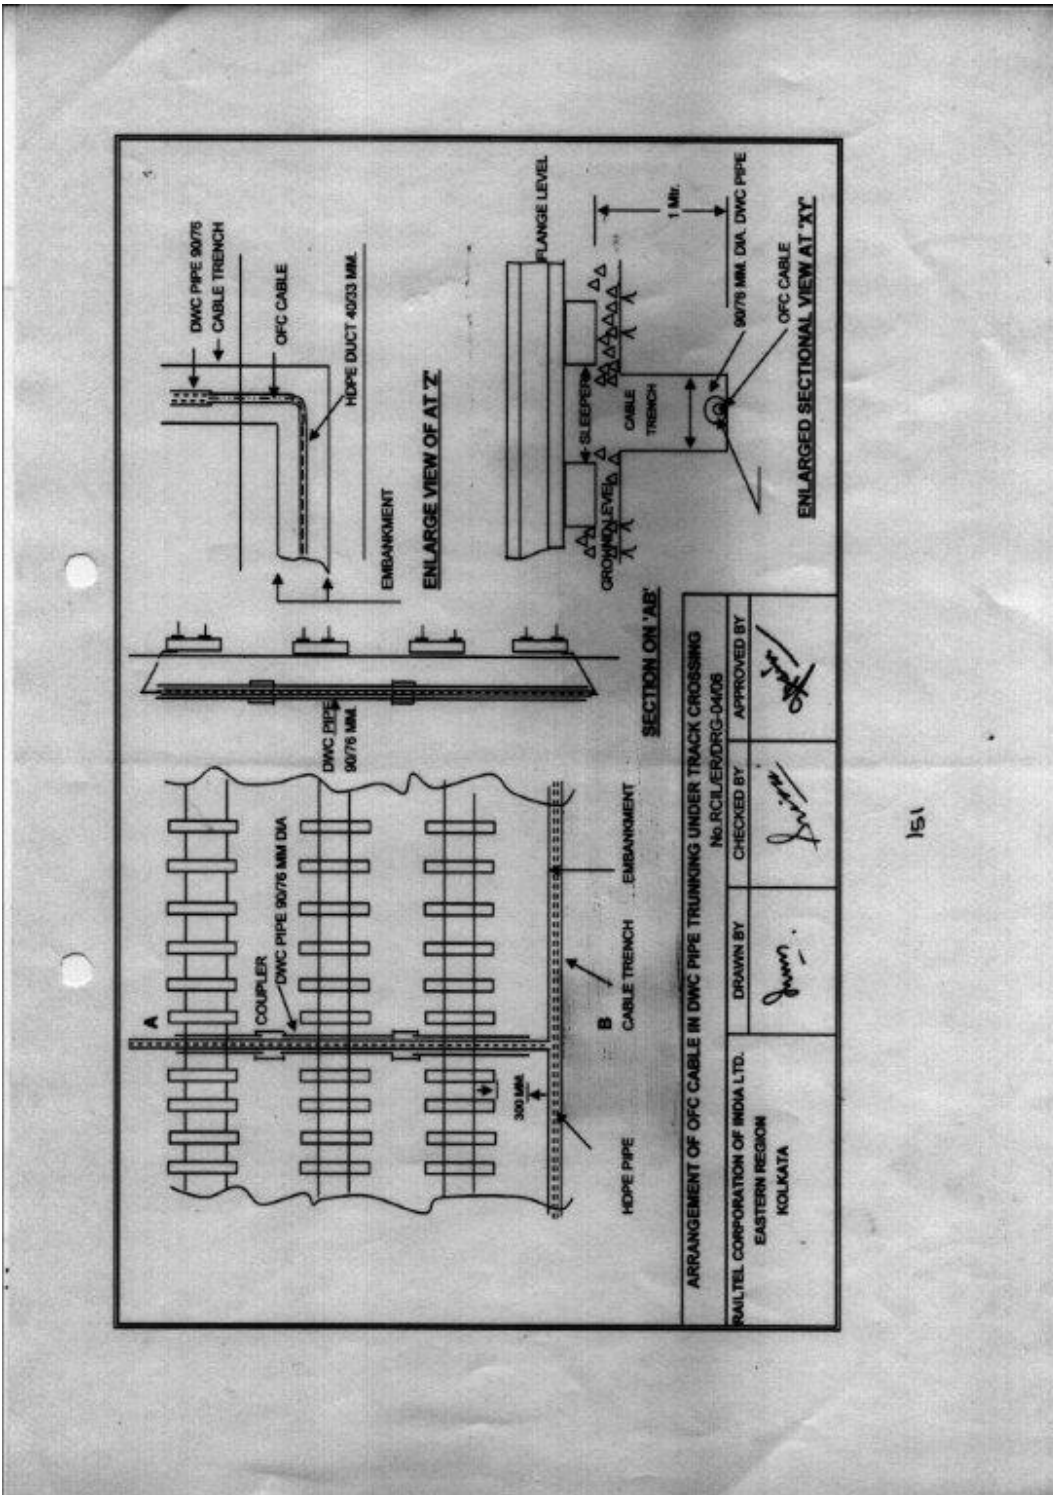 A
COUPLER
DWC PIPE 90/76 MM DIA
300 MM.
HDPE PIPE
B
CABLE TRENCH
EMBANKMENT
DWC PIPE
90/76 MM.
SECTION ON 'AB'
DWC PIPE 90/76
CABLE TRENCH
OFC CABLE
HDPE DUCT 40/33 MM.
EMBANKMENT
ENLARGE VIEW OF AT 'Z'
FLANGE LEVEL
SLEEPER
GROUND LEVEL
CABLE
TRENCH
1 Mtr.
90/76 MM. DIA. DWC PIPE
OFC CABLE
ENLARGED SECTIONAL VIEW AT 'XY'
ARRANGEMENT OF OFC CABLE IN DWC PIPE TRUNKING UNDER TRACK CROSSING
No.RCIL/ER/DRG-04/06
RAILTEL CORPORATION OF INDIA LTD.
EASTERN REGION
KOLKATA
DRAWN BY
CHECKED BY
APPROVED BY
151